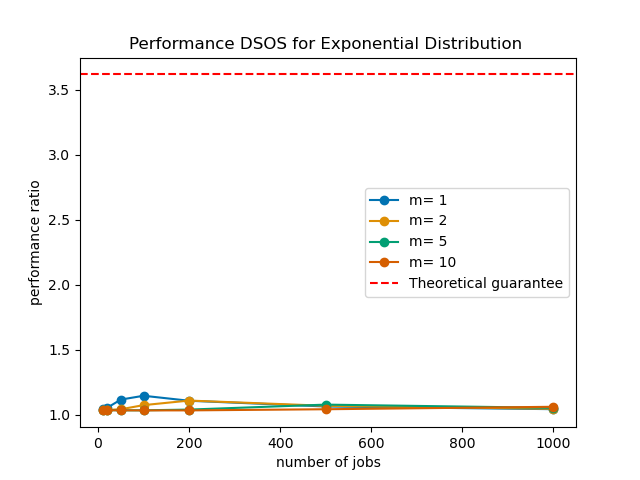 Performance DSOS for Exponential Distribution
performance ratio
3.5
3.0
2.5
2.0
1.5
1.0
m= 1
m= 2
m= 5
m= 10
Theoretical guarantee
0 200 400 600 800 1000
number of jobs